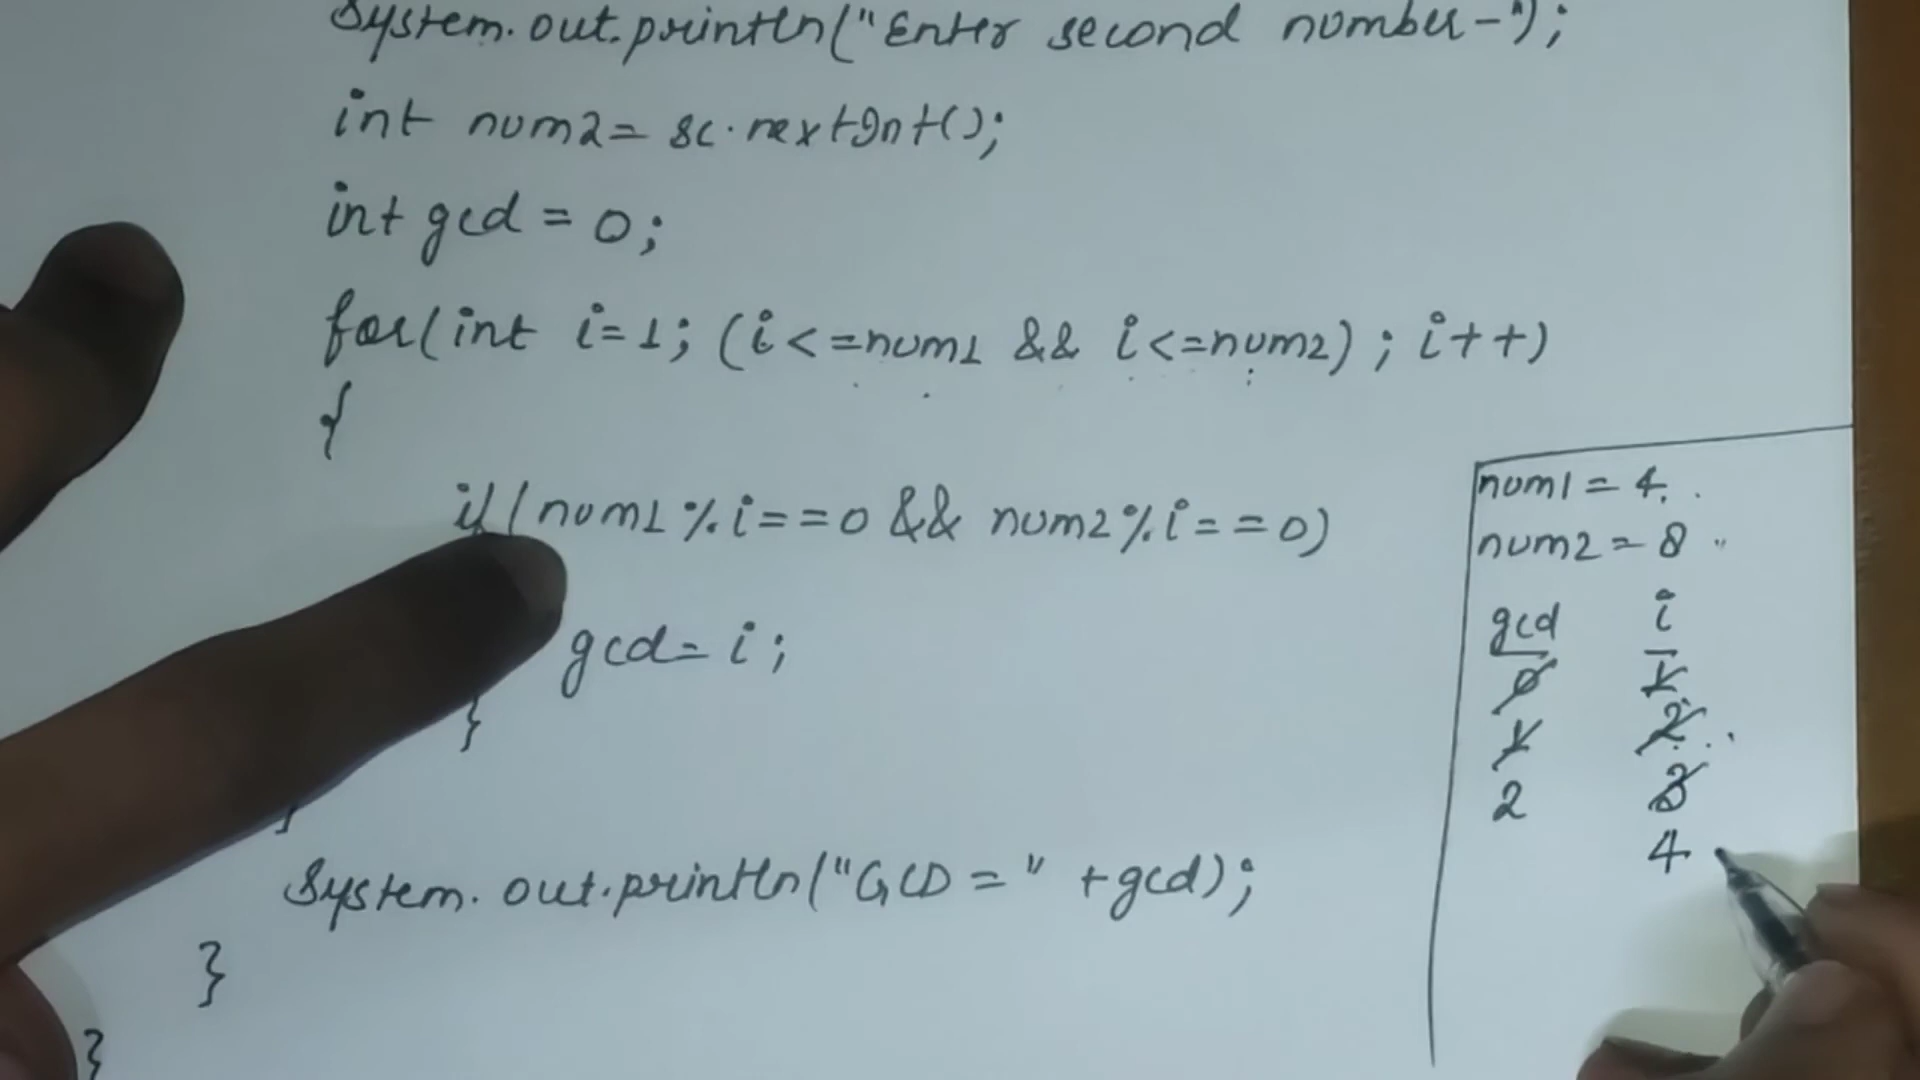 System.out.println("Enter second number-");
int num2= sc.nextInt();
int gcd = 0;
for(int i=1; (i<=num1 && i<=num2); i++)
{
if(num1%i==0 && num2%i==0)
gcd=i;
}
}
System.out.println("GCD=" +gcd);
}
}
num1=4
num2=8
gcd i
0 1
1 2
2 3
4